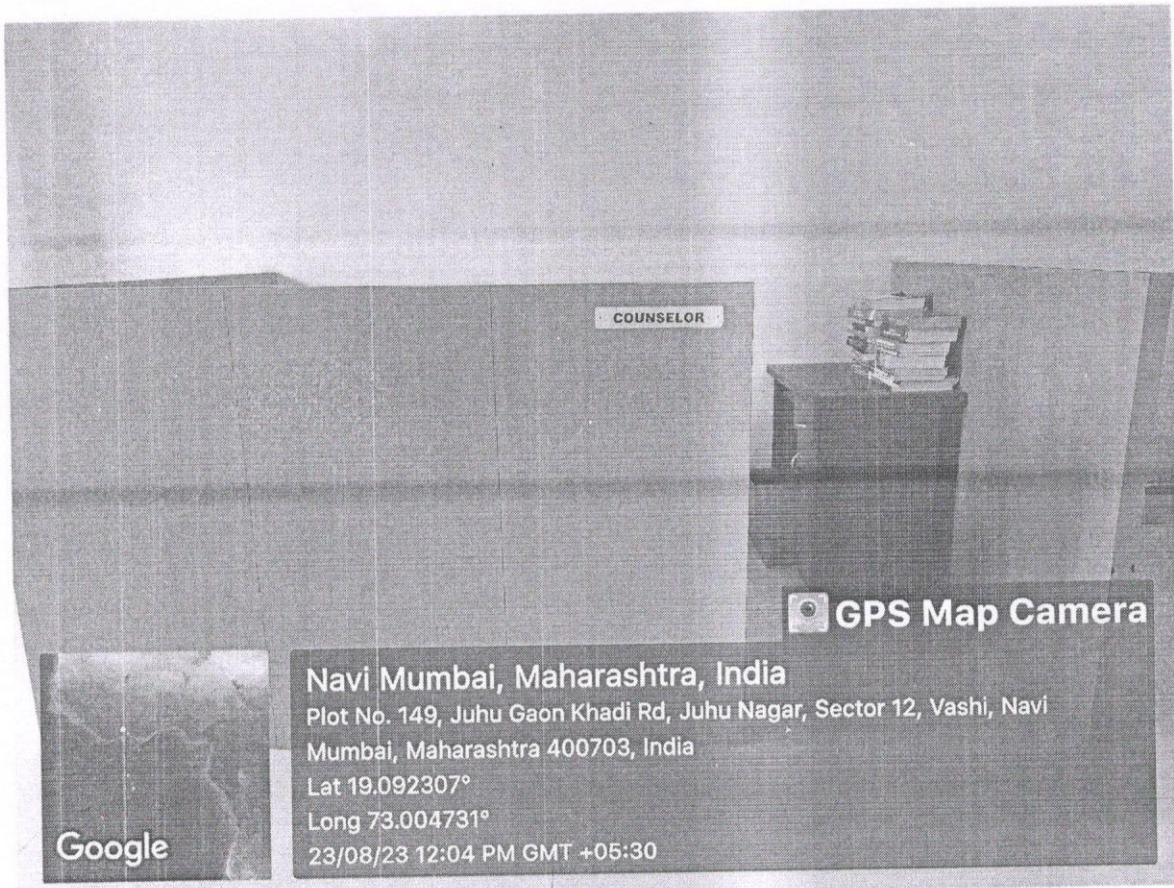 COUNSELOR
GPS Map Camera
Navi Mumbai, Maharashtra, India
Plot No. 149, Juhu Gaon Khadi Rd, Juhu Nagar, Sector 12, Vashi, Navi
Mumbai, Maharashtra 400703, India
Lat 19.092307°
Long 73.004731°
23/08/23 12:04 PM GMT +05:30
Google